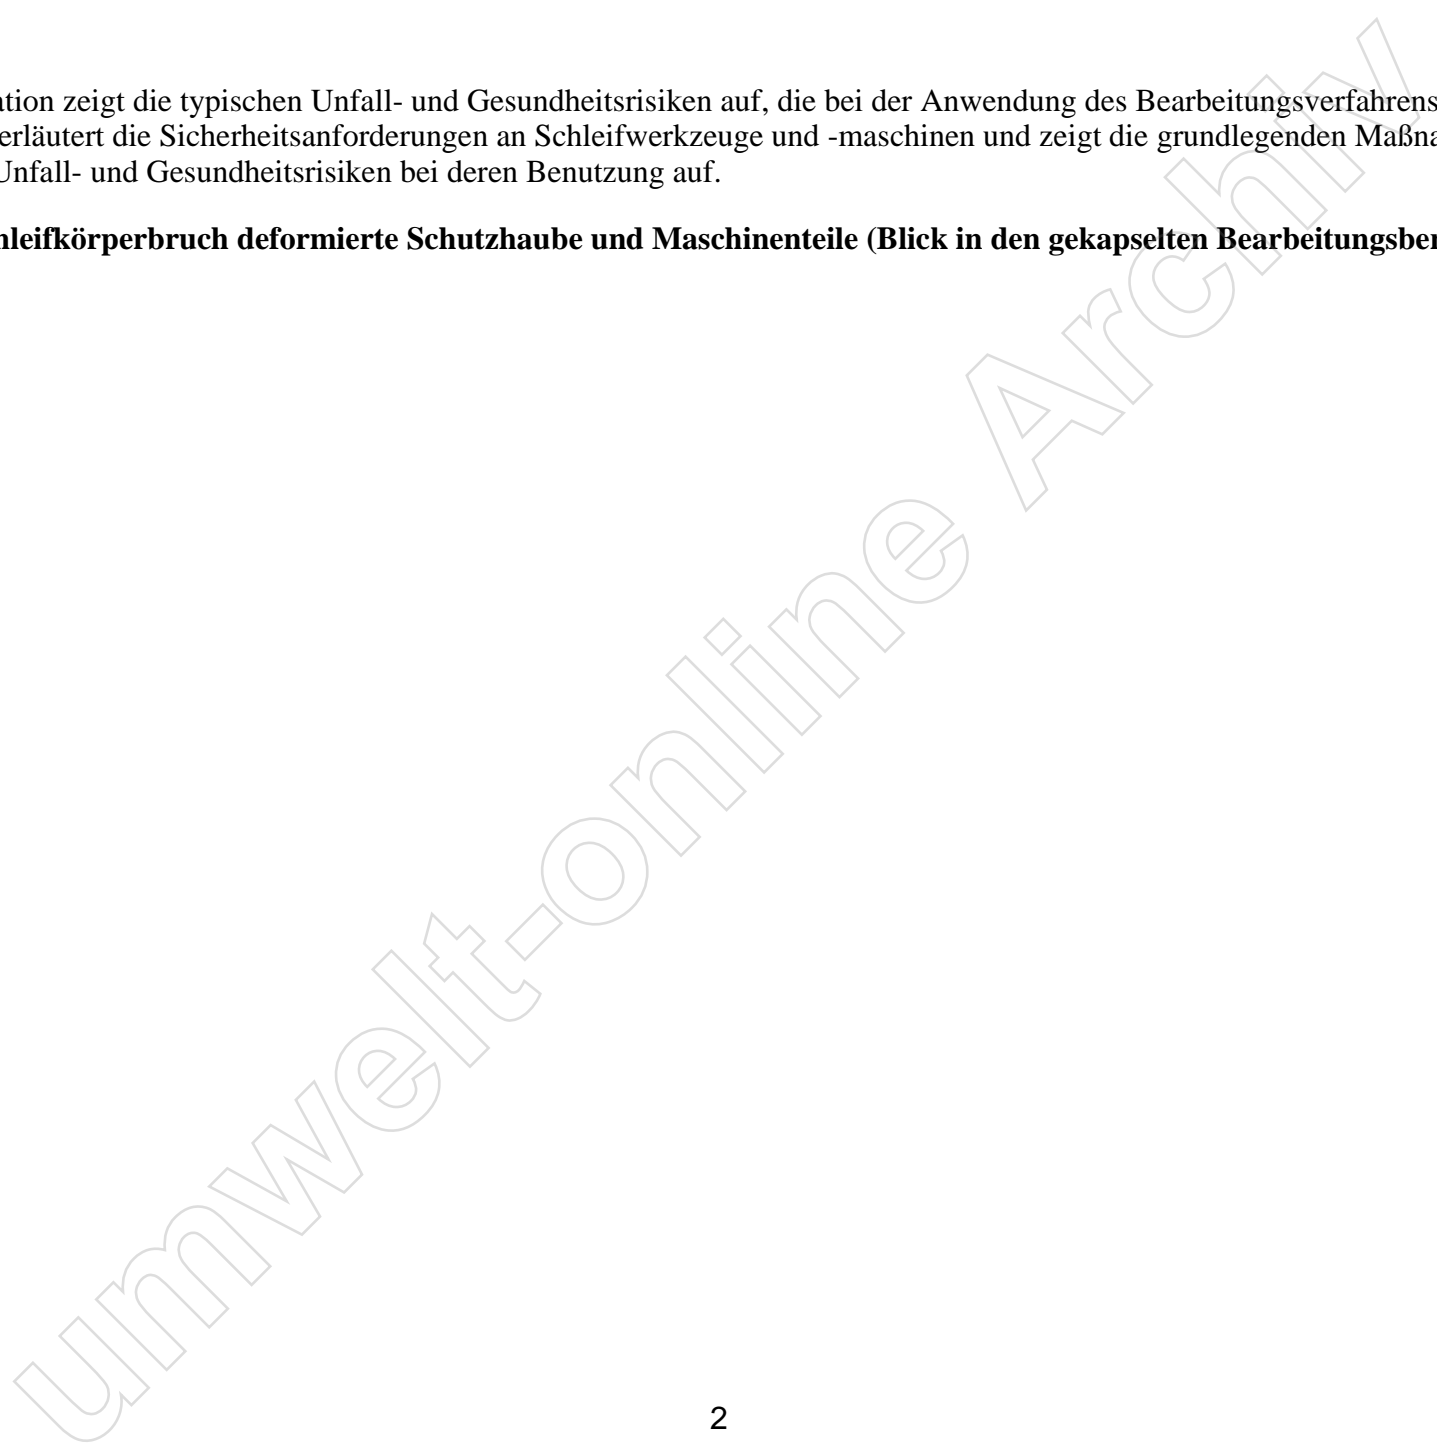 ation zeigt die typischen Unfall- und Gesundheitsrisiken auf, die bei der Anwendung des Bearbeitungsverfahrens
erläutert die Sicherheitsanforderungen an Schleifwerkzeuge und -maschinen und zeigt die grundlegenden Maßna
Unfall- und Gesundheitsrisiken bei deren Benutzung auf.
hleifkörperbruch deformierte Schutzhaube und Maschinenteile (Blick in den gekapselten Bearbeitungsber
umwelt-online Archiv
2